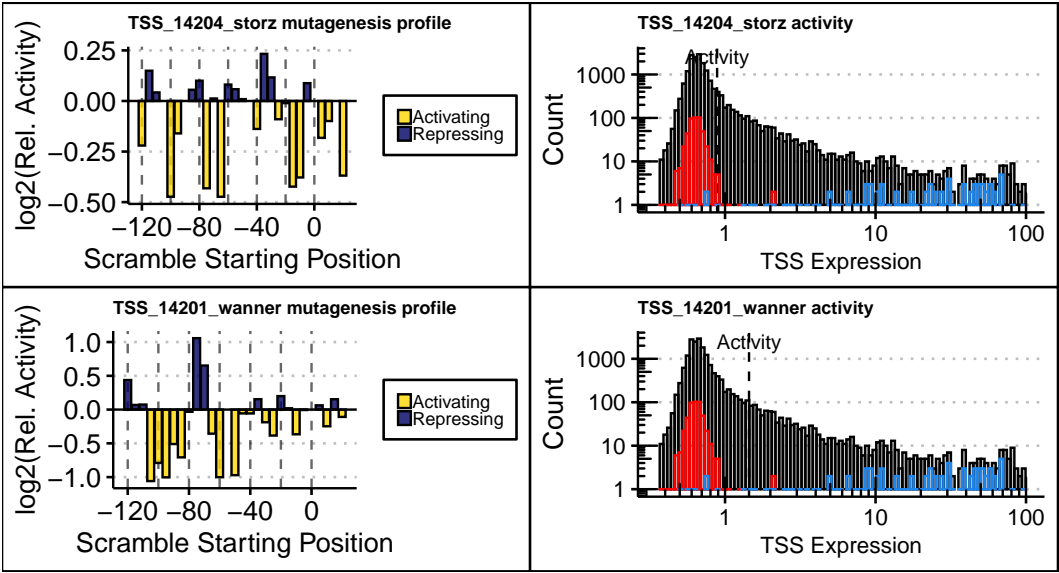 TSS_14204_storz mutagenesis profile
log2(Rel. Activity)
0.25
0.00
−0.25
−0.50
−120
−80
−40
0
Scramble Starting Position
Activating
Repressing
TSS_14204_storz activity
Activity
Count
1000
100
10
1
1
10
100
TSS Expression
TSS_14201_wanner mutagenesis profile
log2(Rel. Activity)
1.0
0.5
0.0
−0.5
−1.0
−120
−80
−40
0
Scramble Starting Position
Activating
Repressing
TSS_14201_wanner activity
Activity
Count
1000
100
10
1
1
10
100
TSS Expression